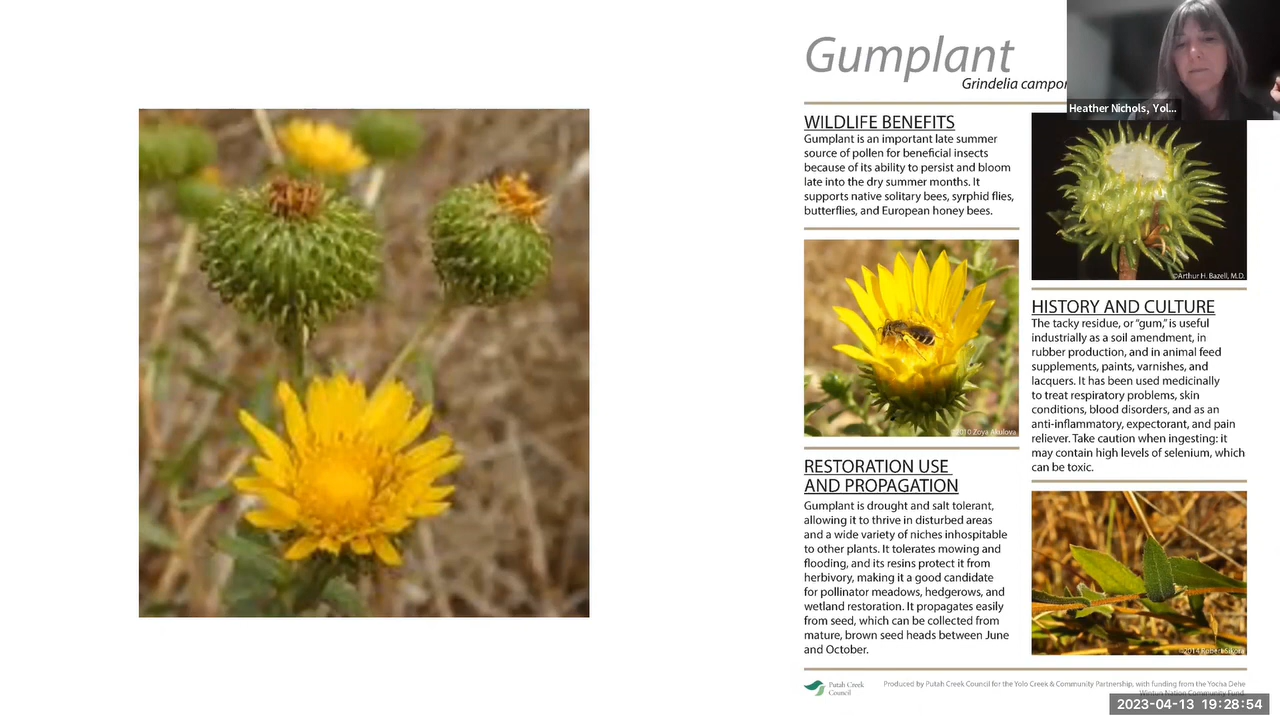 Gumplant
Grindelia campor
Heather Nichols, Yol...
WILDLIFE BENEFITS
Gumplant is an important late summer
source of pollen for beneficial insects
because of its ability to persist and bloom
late into the dry summer months. It
supports native solitary bees, syrphid flies,
butterflies, and European honey bees.
©2010 Zoya Akulova
RESTORATION USE
AND PROPAGATION
Gumplant is drought and salt tolerant,
allowing it to thrive in disturbed areas
and a wide variety of niches inhospitable
to other plants. It tolerates mowing and
flooding, and its resins protect it from
herbivory, making it a good candidate
for pollinator meadows, hedgerows, and
wetland restoration. It propagates easily
from seed, which can be collected from
mature, brown seed heads between June
and October.
©Arthur H. Bazell, M.D.
HISTORY AND CULTURE
The tacky residue, or “gum,” is useful
industrially as a soil amendment, in
rubber production, and in animal feed
supplements, paints, varnishes, and
lacquers. It has been used medicinally
to treat respiratory problems, skin
conditions, blood disorders, and as an
anti-inflammatory, expectorant, and pain
reliever. Take caution when ingesting: it
may contain high levels of selenium, which
can be toxic.
©2014 Robert Sikora
Putah Creek
Council
Produced by Putah Creek Council for the Yolo Creek & Community Partnership, with funding from the Yocha Dehe
Wintun Nation Community Fund.
2023-04-13 19:28:54